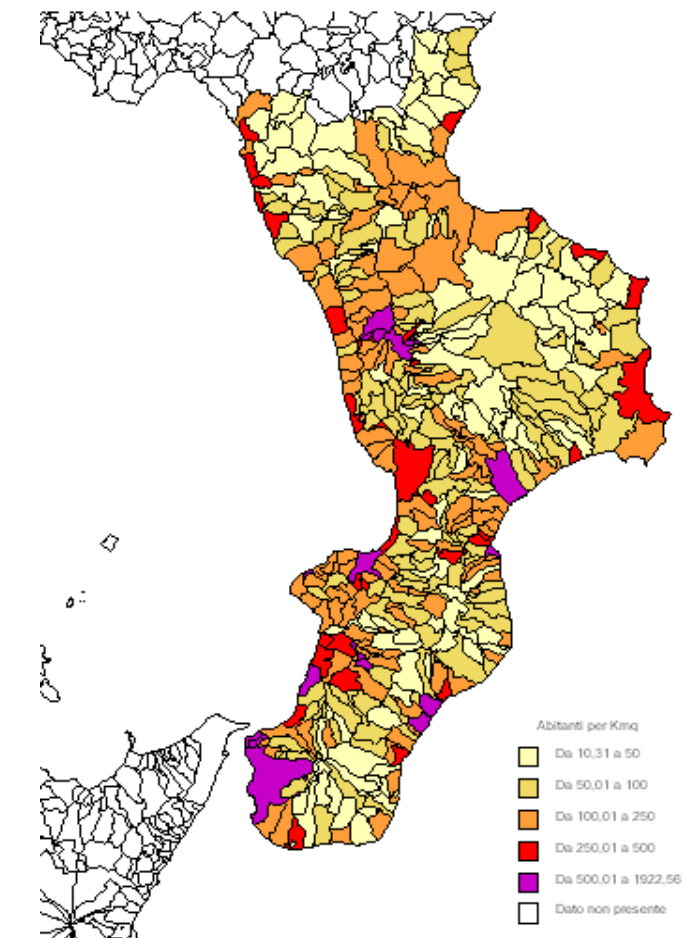 Abitanti per Kmq
Da 10,31 a 50
Da 50,01 a 100
Da 100,01 a 250
Da 250,01 a 500
Da 500,01 a 1922,56
Dato non presente